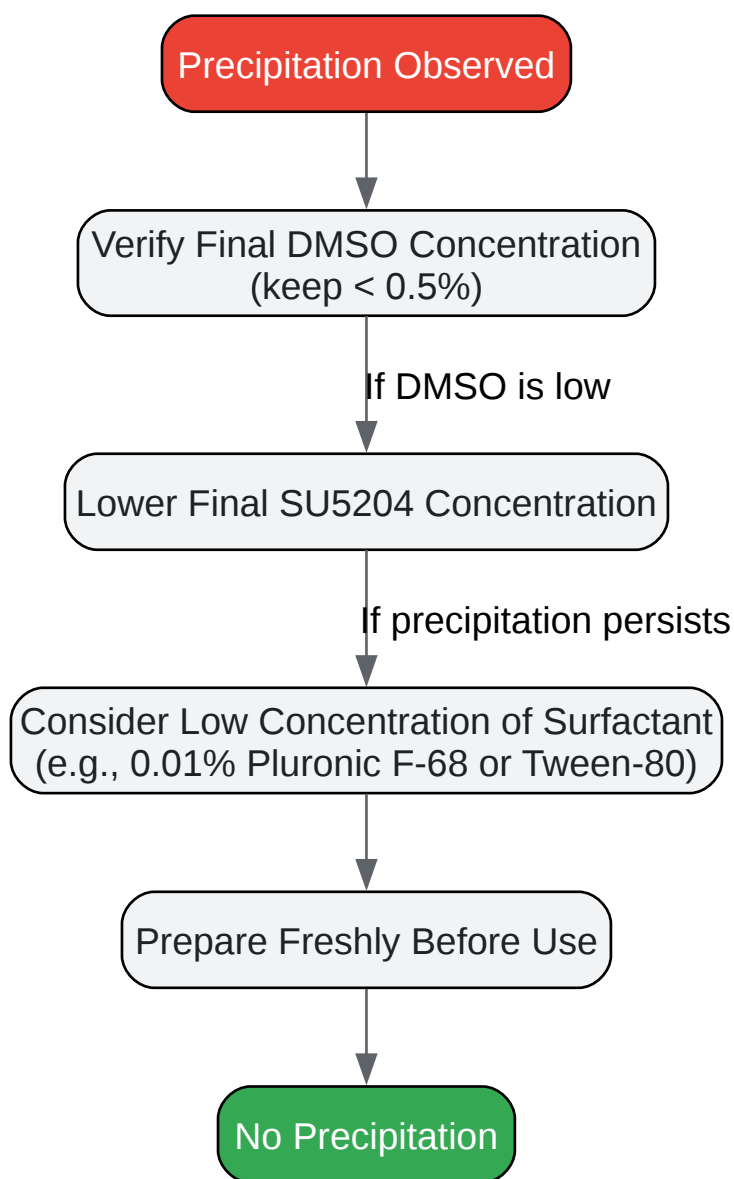 Precipitation Observed
Verify Final DMSO Concentration
(keep < 0.5%)
If DMSO is low
Lower Final SU5204 Concentration
If precipitation persists
Consider Low Concentration of Surfactant
(e.g., 0.01% Pluronic F-68 or Tween-80)
Prepare Freshly Before Use
No Precipitation